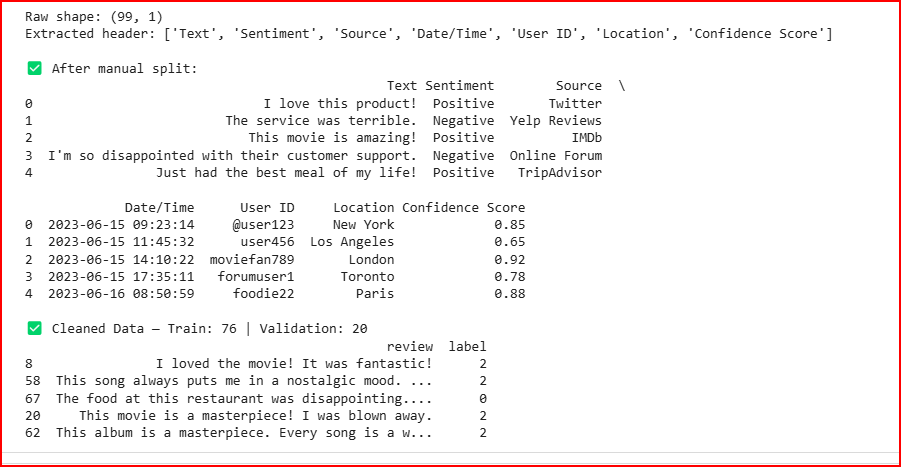 Raw shape: (99, 1)
Extracted header: ['Text', 'Sentiment', 'Source', 'Date/Time', 'User ID', 'Location', 'Confidence Score']
✅ After manual split:
Text Sentiment Source \
0 I love this product! Positive Twitter
1 The service was terrible. Negative Yelp Reviews
2 This movie is amazing! Positive IMDb
3 I'm so disappointed with their customer support. Negative Online Forum
4 Just had the best meal of my life! Positive TripAdvisor
Date/Time User ID Location Confidence Score
0 2023-06-15 09:23:14 @user123 New York 0.85
1 2023-06-15 11:45:32 user456 Los Angeles 0.65
2 2023-06-15 14:10:22 moviefan789 London 0.92
3 2023-06-15 17:35:11 forumuser1 Toronto 0.78
4 2023-06-16 08:50:59 foodie22 Paris 0.88
✅ Cleaned Data — Train: 76 | Validation: 20
review label
8 I loved the movie! It was fantastic! 2
58 This song always puts me in a nostalgic mood. ... 2
67 The food at this restaurant was disappointing.... 0
20 This movie is a masterpiece! I was blown away. 2
62 This album is a masterpiece. Every song is a w... 2